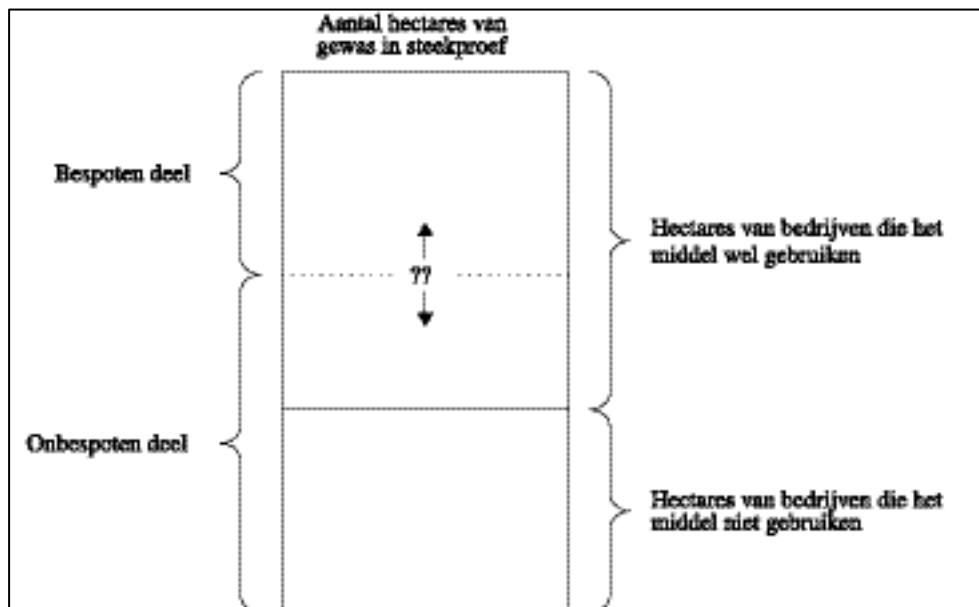 Aantal hectares van
gewas in steekproef
Bespoten deel
Hectares van bedrijven die het
middel wel gebruiken
??
Onbespoten deel
Hectares van bedrijven die het
middel niet gebruiken